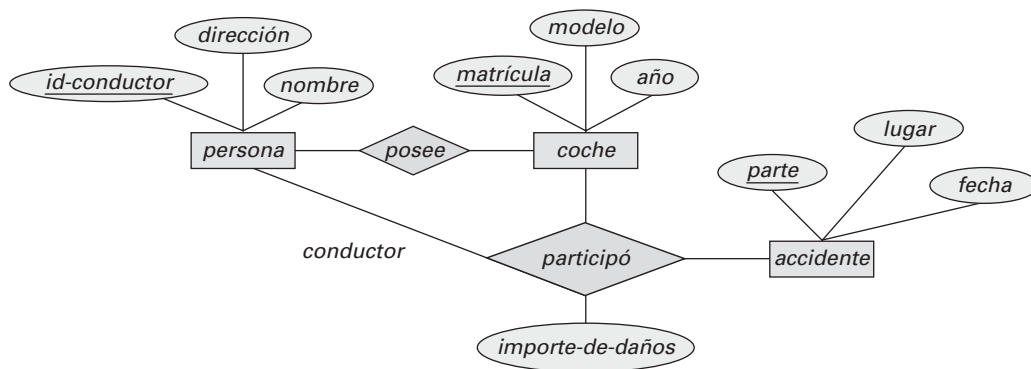 dirección
modelo
id-conductor
nombre
matrícula
año
persona
posee
coche
lugar
parte
fecha
conductor
participó
accidente
importe-de-daños